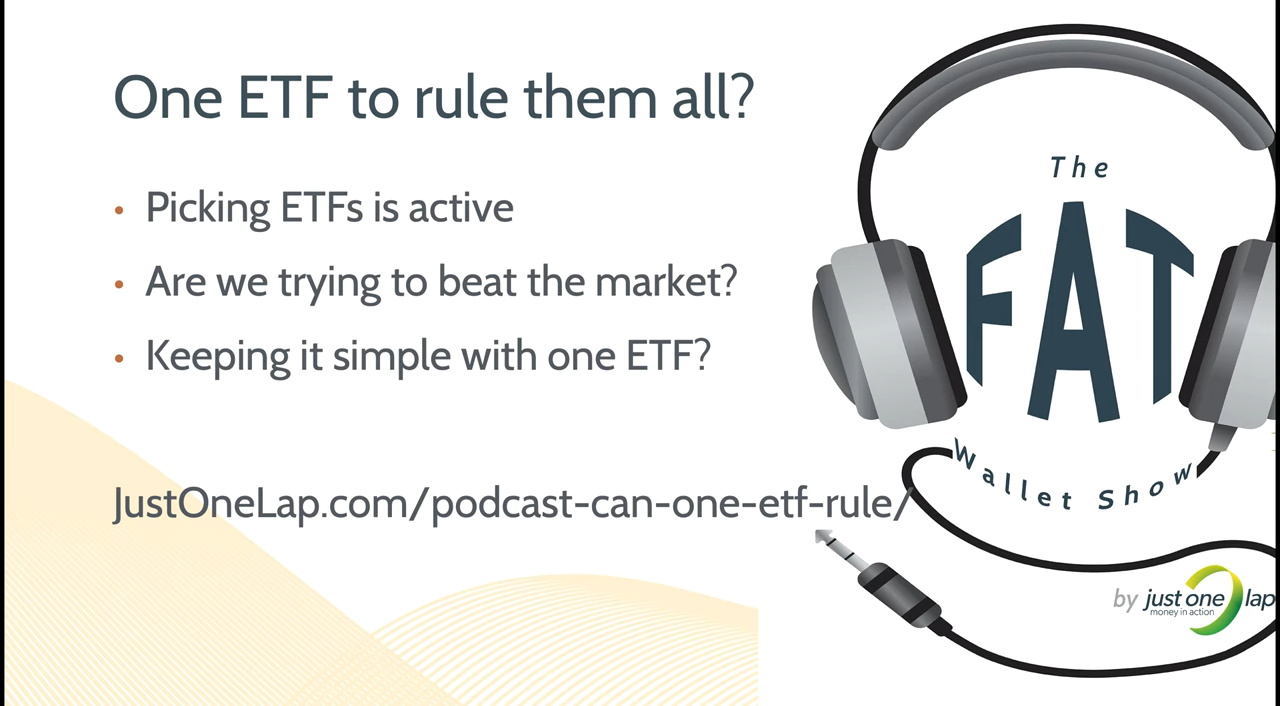 One ETF to rule them all?
• Picking ETFs is active
• Are we trying to beat the market?
• Keeping it simple with one ETF?
JustOneLap.com/podcast-can-one-etf-rule/
The
FAT
Wallet Show
by just one lap
money in action